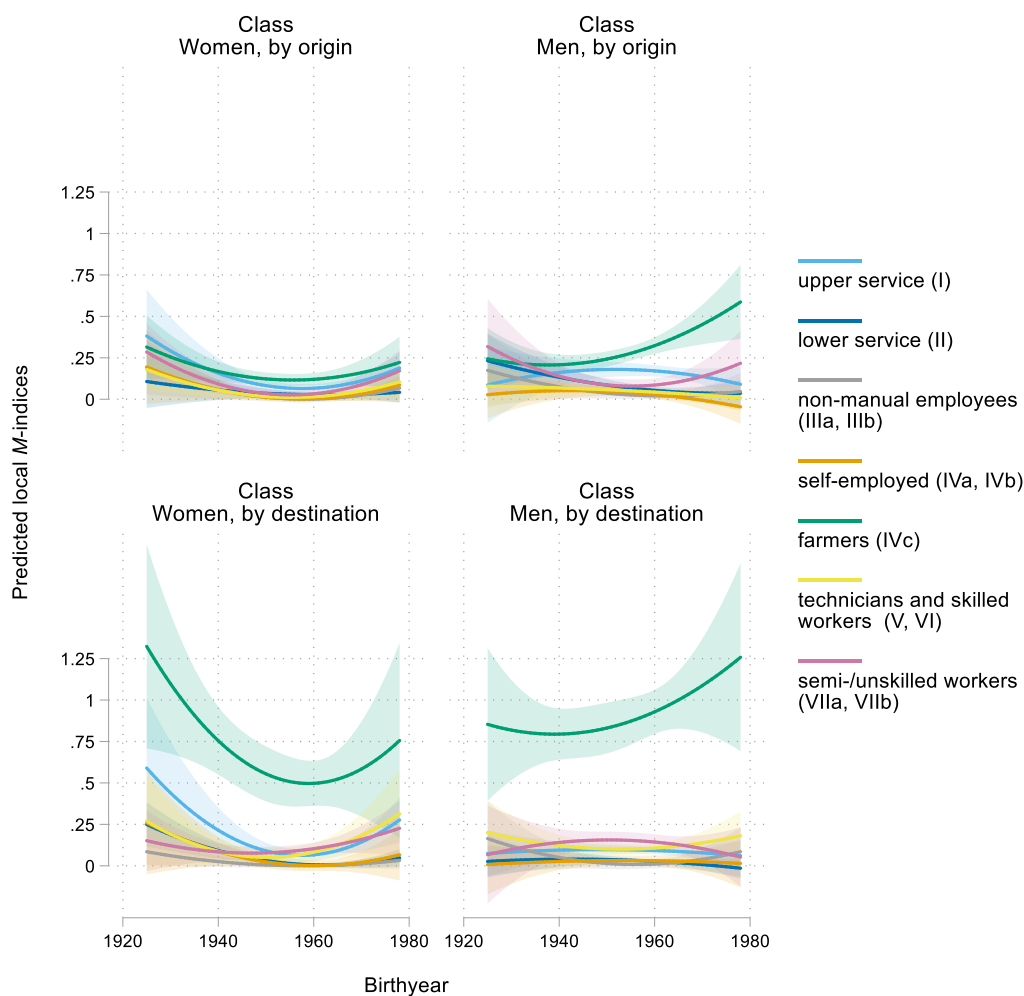 Class
Women, by origin
Class
Men, by origin
1.25
1
.75
.5
.25
0
Predicted local M-indices
Class
Women, by destination
Class
Men, by destination
1.25
1
.75
.5
.25
0
1920 1940 1960 1980
1920 1940 1960 1980
Birthyear
upper service (I)
lower service (II)
non-manual employees
(IIIa, IIIb)
self-employed (IVa, IVb)
farmers (IVc)
technicians and skilled
workers (V, VI)
semi-/unskilled workers
(VIIa, VIIb)